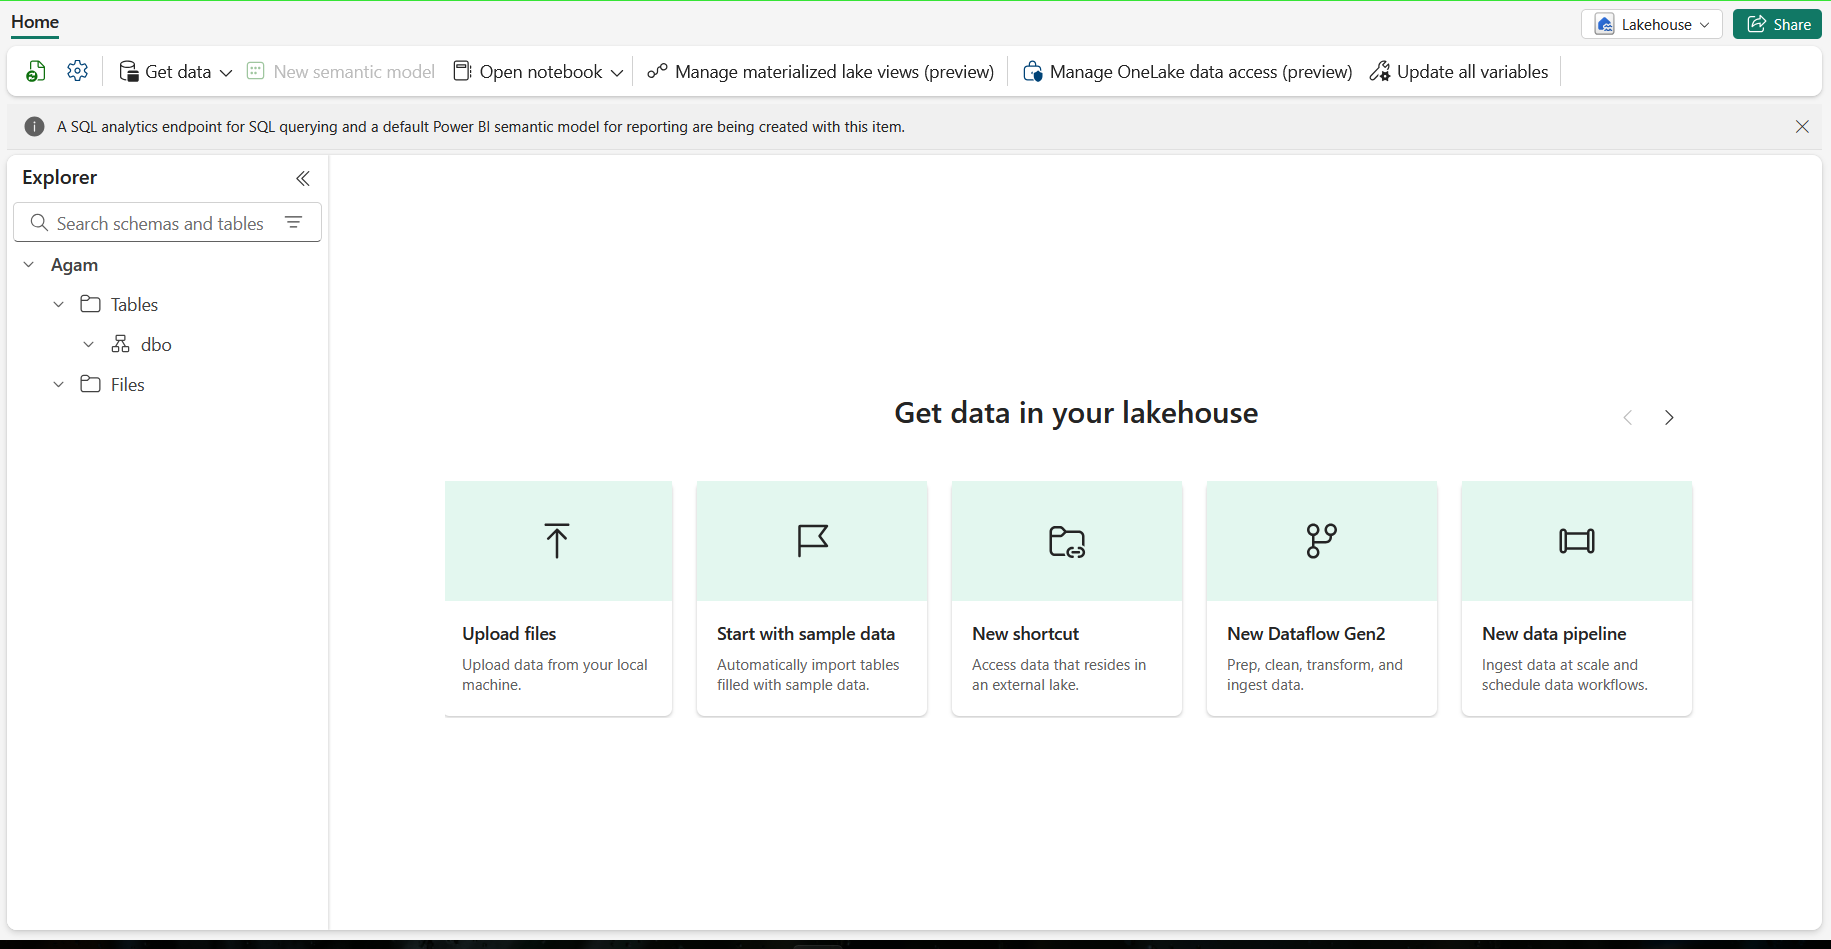 Home
Lakehouse
Share
Get data
New semantic model
Open notebook
Manage materialized lake views (preview)
Manage OneLake data access (preview)
Update all variables
A SQL analytics endpoint for SQL querying and a default Power BI semantic model for reporting are being created with this item.
Explorer
Search schemas and tables
Agam
Tables
dbo
Files
Get data in your lakehouse
Upload files
Upload data from your local
machine.
Start with sample data
Automatically import tables
filled with sample data.
New shortcut
Access data that resides in
an external lake.
New Dataflow Gen2
Prep, clean, transform, and
ingest data.
New data pipeline
Ingest data at scale and
schedule data workflows.